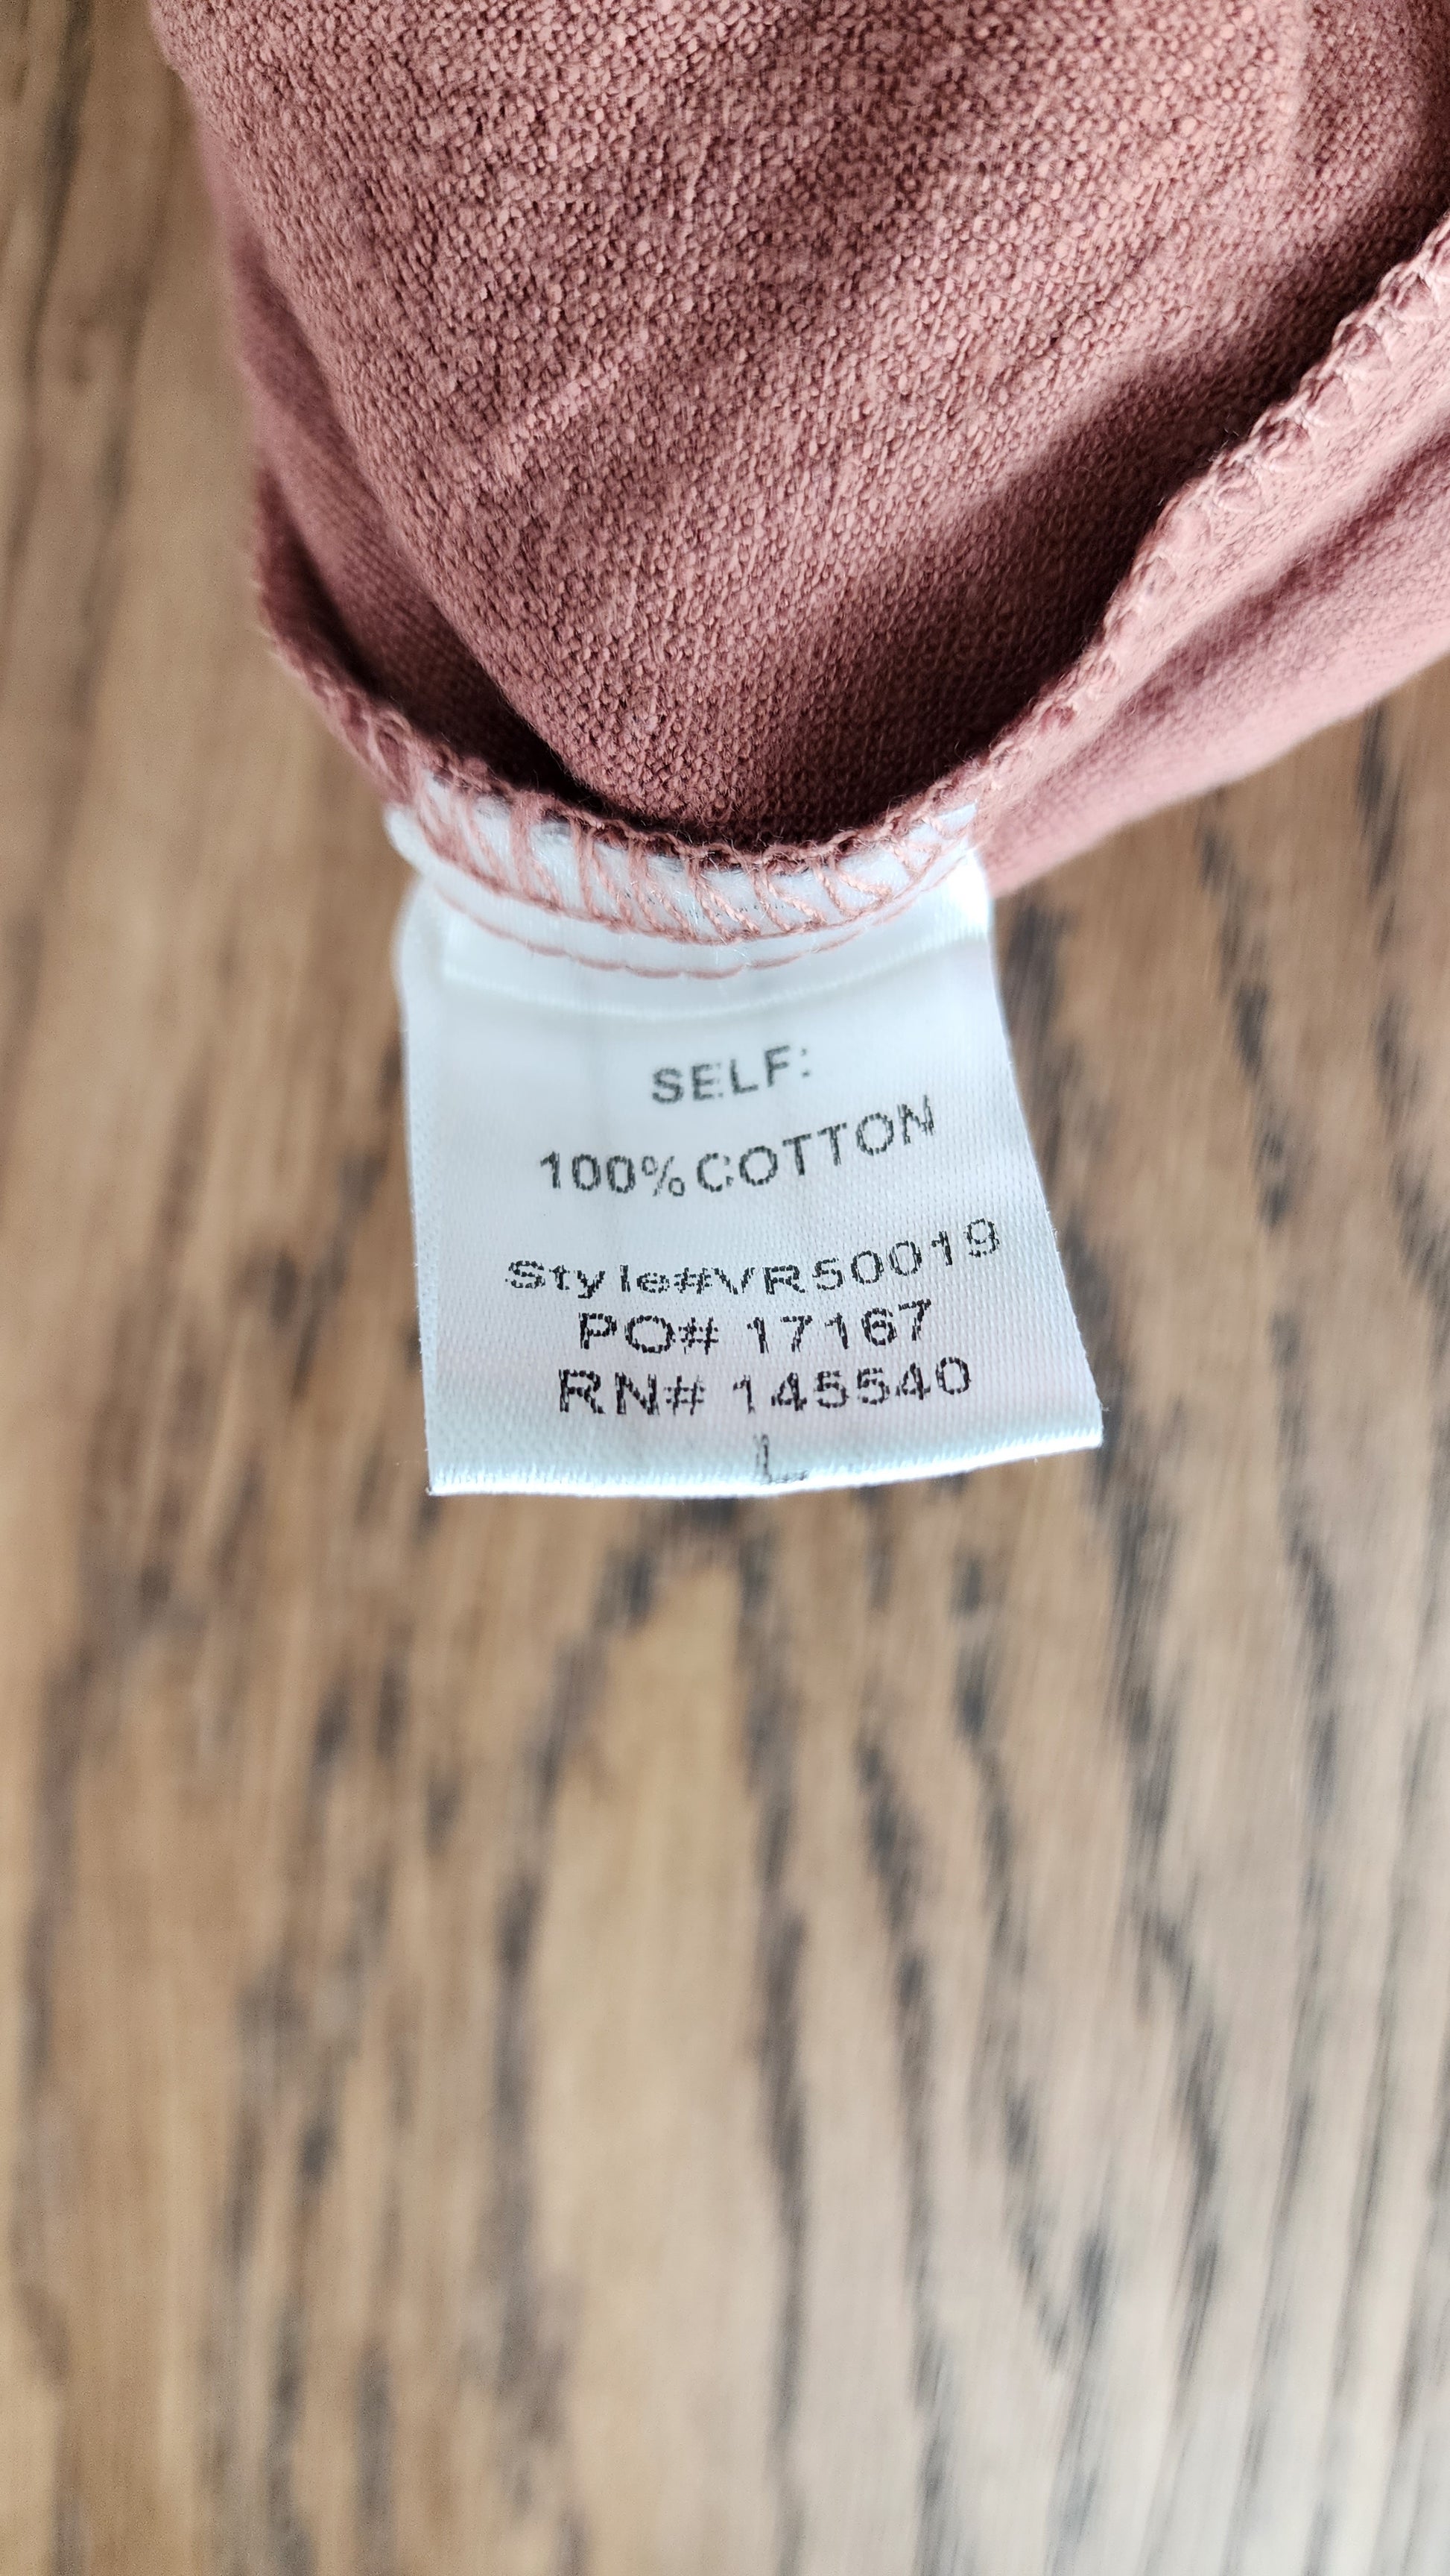 SELF:
100% COTTON
Style#VR50019
PO# 17167
RN# 145540
L